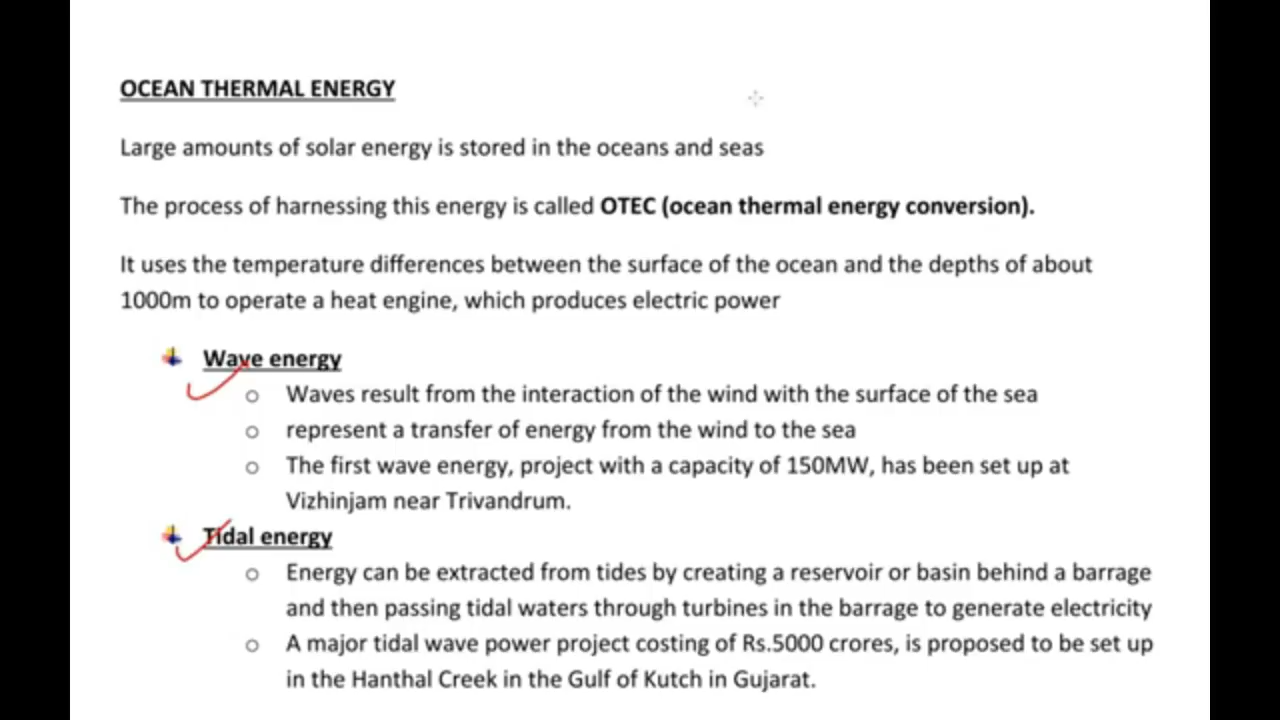 OCEAN THERMAL ENERGY
Large amounts of solar energy is stored in the oceans and seas
The process of harnessing this energy is called OTEC (ocean thermal energy conversion).
It uses the temperature differences between the surface of the ocean and the depths of about
1000m to operate a heat engine, which produces electric power
Wave energy
o Waves result from the interaction of the wind with the surface of the sea
o represent a transfer of energy from the wind to the sea
o The first wave energy, project with a capacity of 150MW, has been set up at
Vizhinjam near Trivandrum.
Tidal energy
o Energy can be extracted from tides by creating a reservoir or basin behind a barrage
and then passing tidal waters through turbines in the barrage to generate electricity
o A major tidal wave power project costing of Rs.5000 crores, is proposed to be set up
in the Hanthal Creek in the Gulf of Kutch in Gujarat.